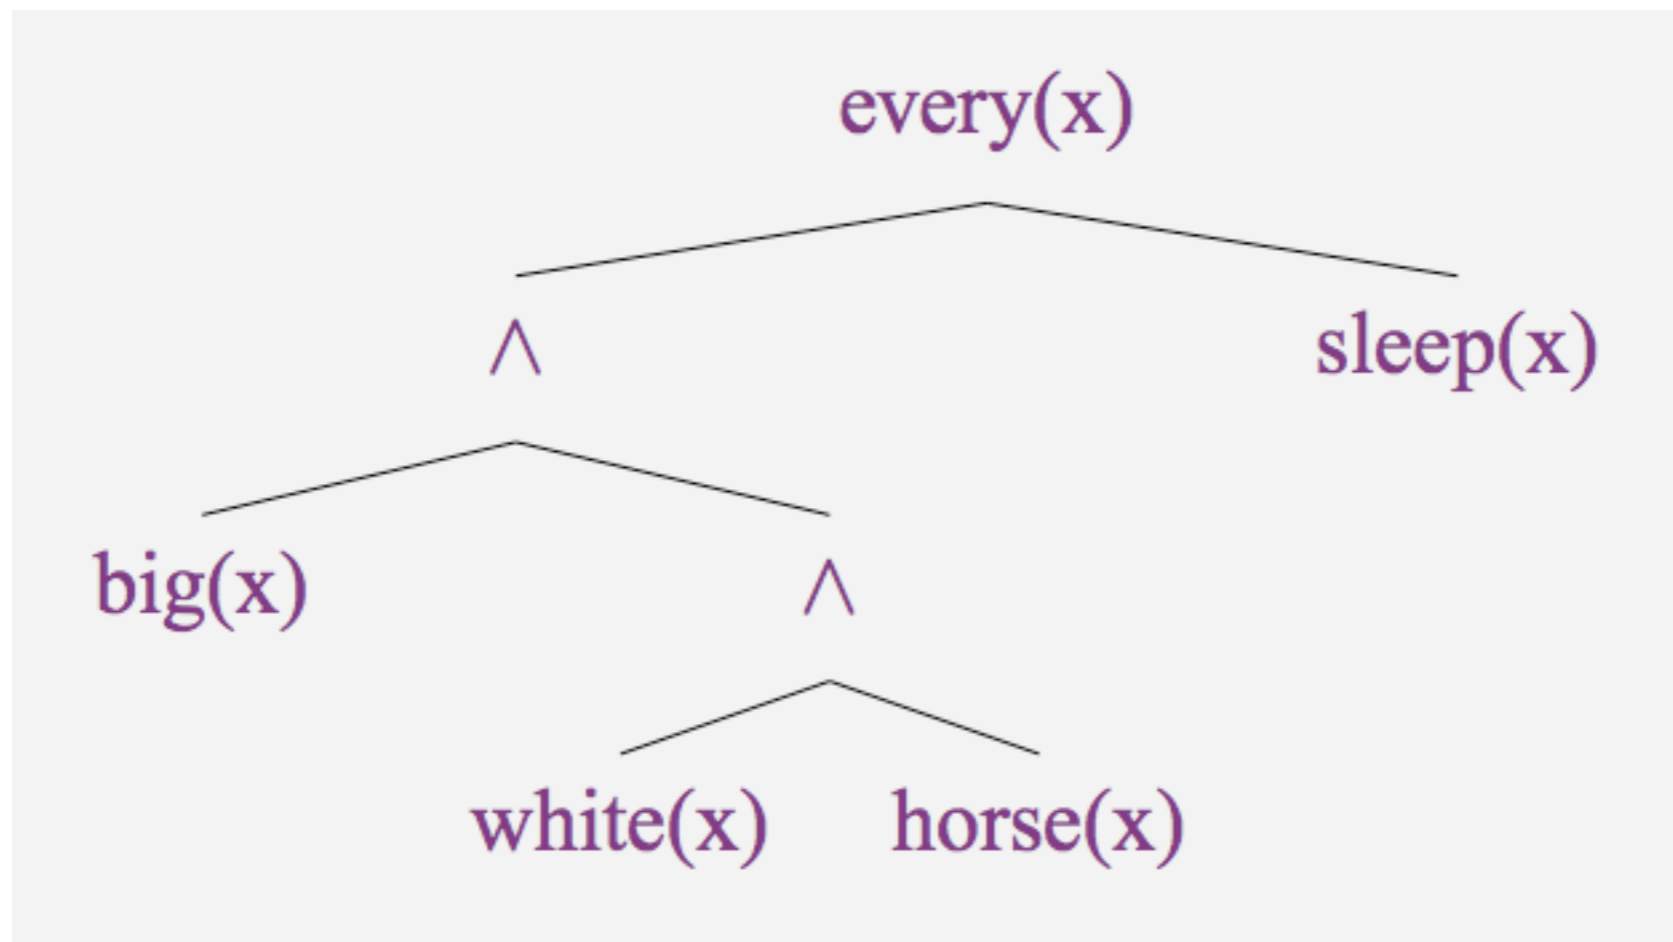 every(x)
∧ sleep(x)
big(x) ∧
white(x) horse(x)